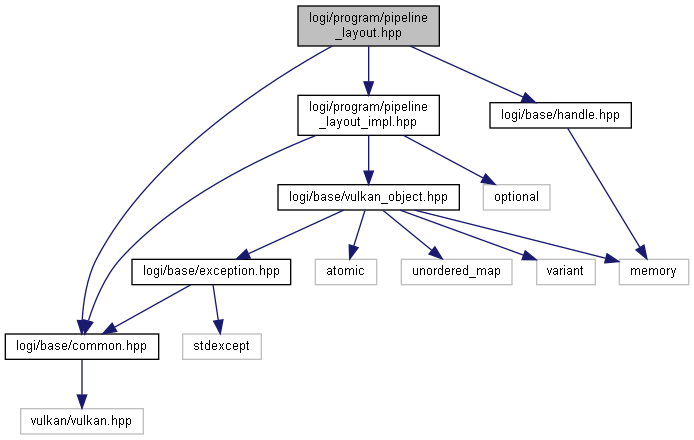 logi/program/pipeline
_layout.hpp
logi/program/pipeline
_layout_impl.hpp
logi/base/handle.hpp
logi/base/vulkan_object.hpp
optional
logi/base/exception.hpp
atomic
unordered_map
variant
memory
logi/base/common.hpp
stdexcept
vulkan/vulkan.hpp